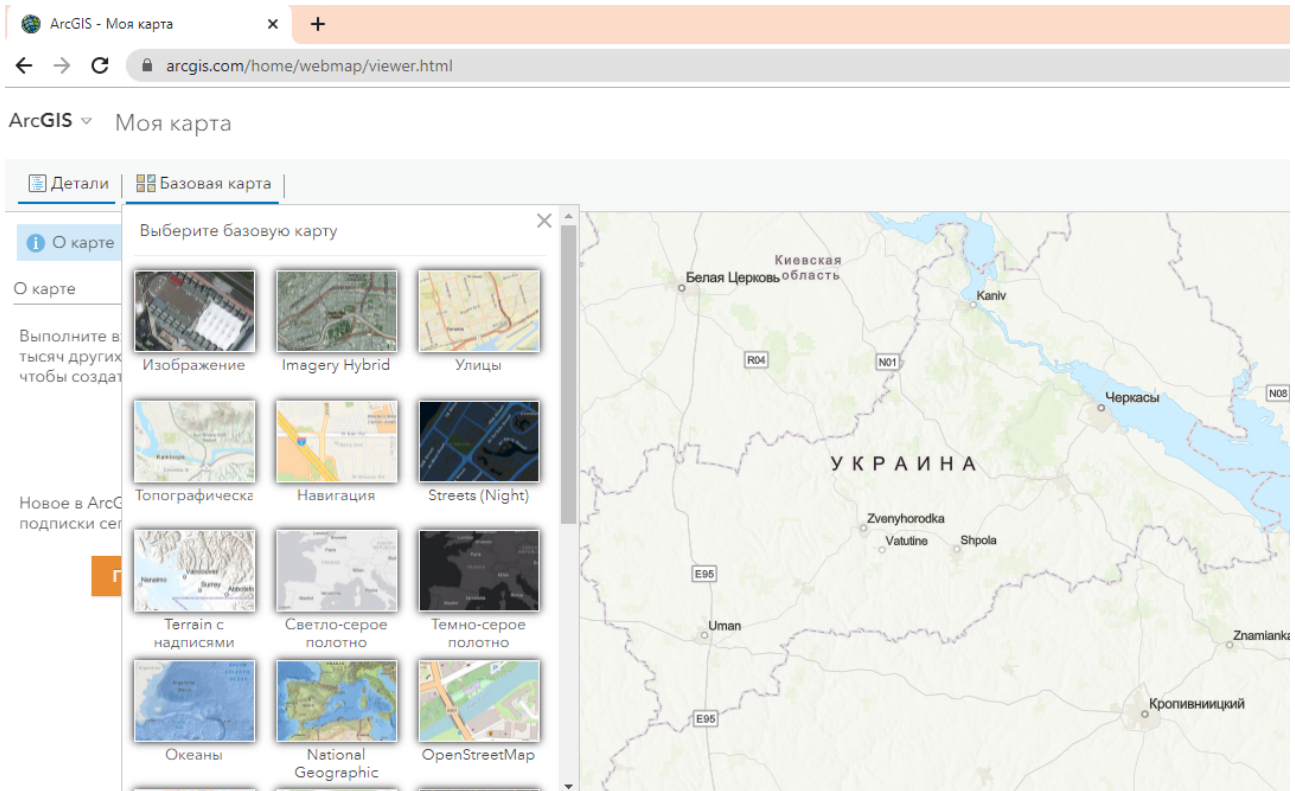 ArcGIS - Моя карта
arcgis.com/home/webmap/viewer.html
ArcGIS Моя карта
Детали
Базовая карта
О карте
О карте
Выполните в
тысяч других
чтобы создат
Новое в ArcG
подписки сег
П
Выберите базовую карту
Изображение
Imagery Hybrid
Улицы
Топографическа
Навигация
Streets (Night)
Terrain с
надписями
Светло-серое
полотно
Темно-серое
полотно
Океаны
National
Geographic
OpenStreetMap
Киевская
область
Белая Церковь
Kaniv
R04
N01
N08
Черкасы
УКРАИНА
Zvenyhorodka
Vatutine
Shpola
E95
Uman
Znamianka
Кропивниицкий
E95